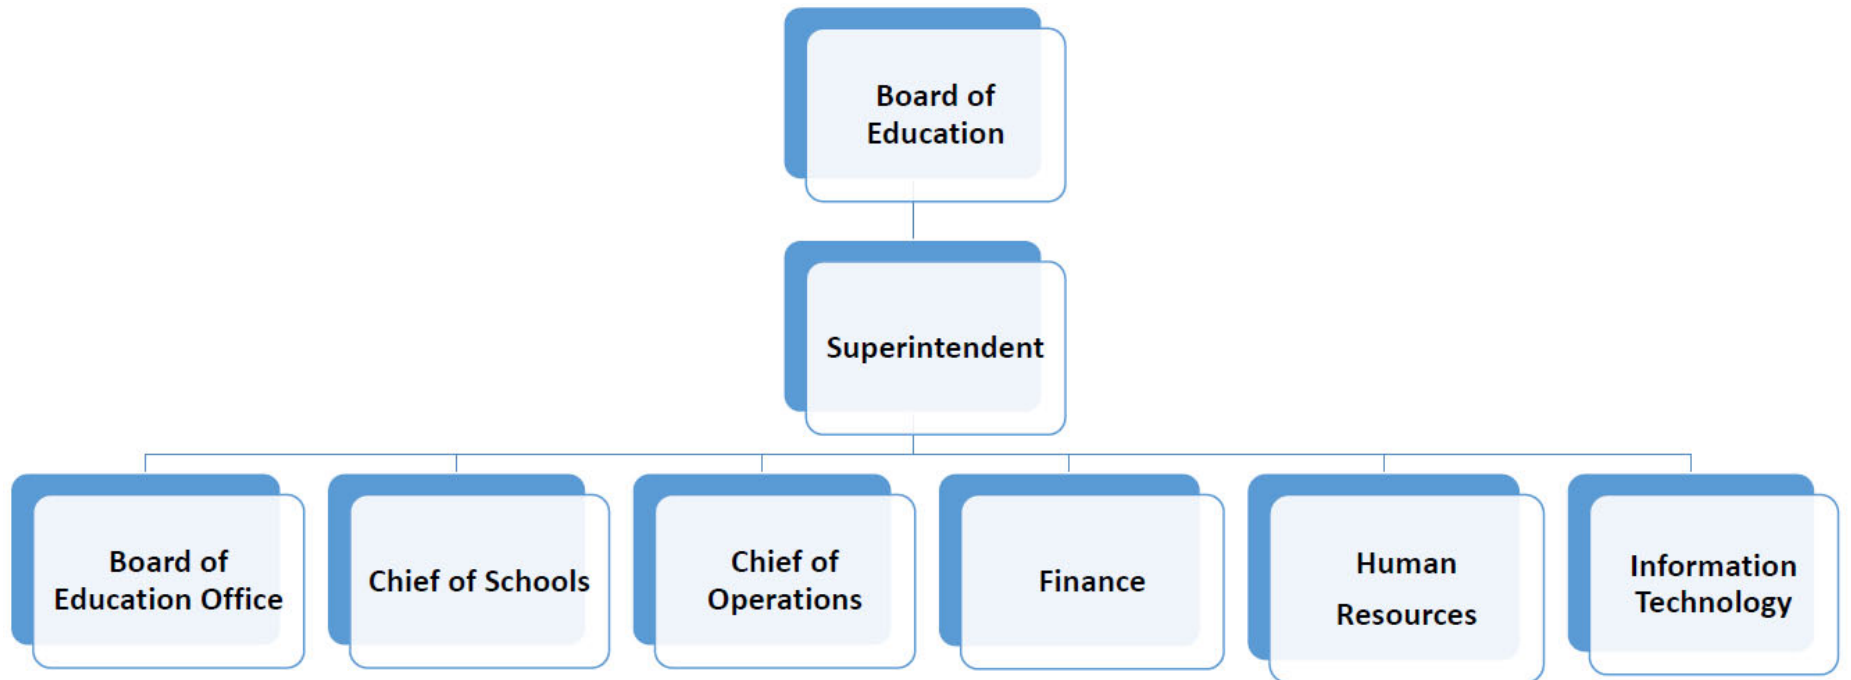 Board of
Education
Superintendent
Board of
Education Office
Chief of Schools
Chief of
Operations
Finance
Human
Resources
Information
Technology